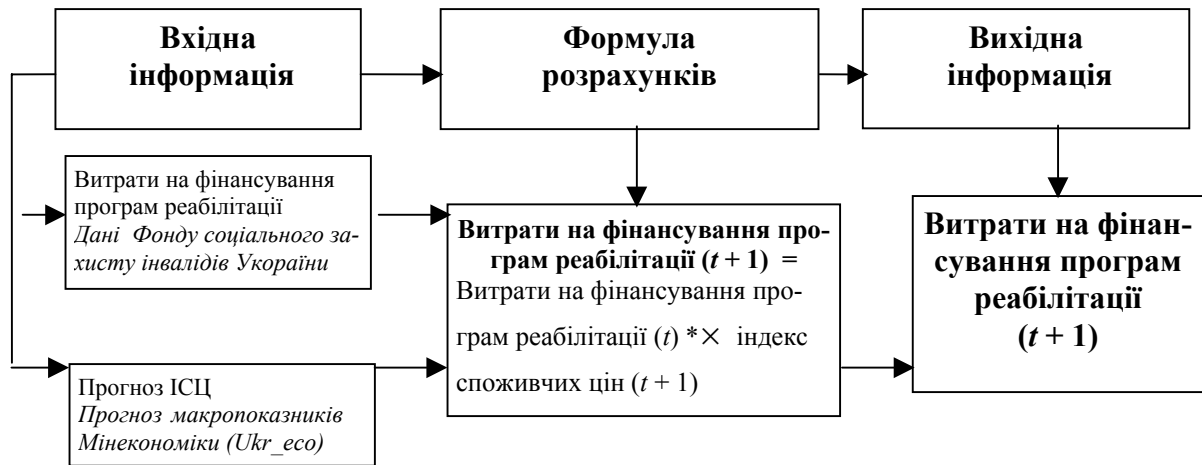 Вхідна
інформація
Формула
розрахунків
Вихідна
інформація
Витрати на фінансування
програм реабілітації
Дані Фонду соціального за-
хисту інвалідів Укораїни
Прогноз ІСЦ
Прогноз макропоказників
Мінекономіки (Ukr_eco)
Витрати на фінансування про-
грам реабілітації (t + 1) =
Витрати на фінансування про-
грам реабілітації (t) *× індекс
споживчих цін (t + 1)
Витрати на фінан-
сування програм
реабілітації
(t + 1)